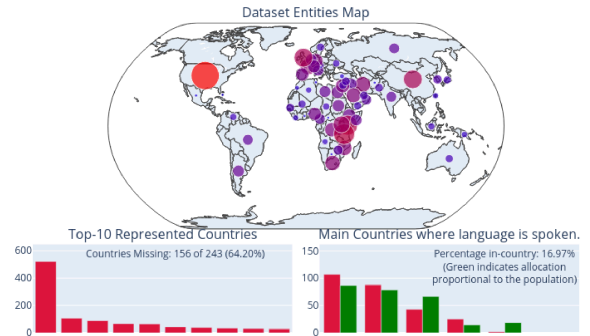 Dataset Entities Map
Top-10 Represented Countries
Main Countries where language is spoken.
600
400
200
0
Countries Missing: 156 of 243 (64.20%)
150
100
50
0
Percentage in-country: 16.97%
(Green indicates allocation
proportional to the population)